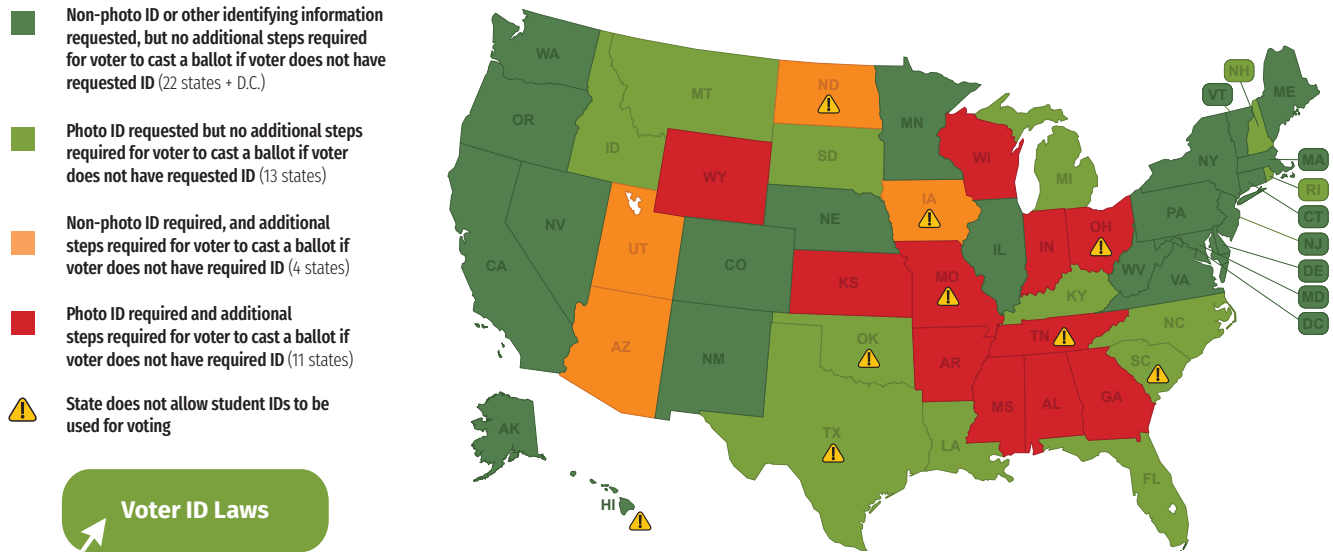 Non-photo ID or other identifying information
requested, but no additional steps required
for voter to cast a ballot if voter does not have
requested ID (22 states + D.C.)
Photo ID requested but no additional steps
required for voter to cast a ballot if voter
does not have requested ID (13 states)
Non-photo ID required, and additional
steps required for voter to cast a ballot if
voter does not have required ID (4 states)
Photo ID required and additional
steps required for voter to cast a ballot if
voter does not have required ID (11 states)
State does not allow student IDs to be
used for voting
Voter ID Laws
WA
OR
CA
NV
ID
MT
WY
UT
AZ
CO
NM
ND
SD
NE
KS
OK
TX
MN
IA
MO
AR
LA
WI
IL
MI
IN
OH
KY
TN
MS
AL
GA
FL
SC
NC
VA
WV
PA
NY
VT
NH
ME
MA
RI
CT
NJ
DE
MD
DC
AK
HI